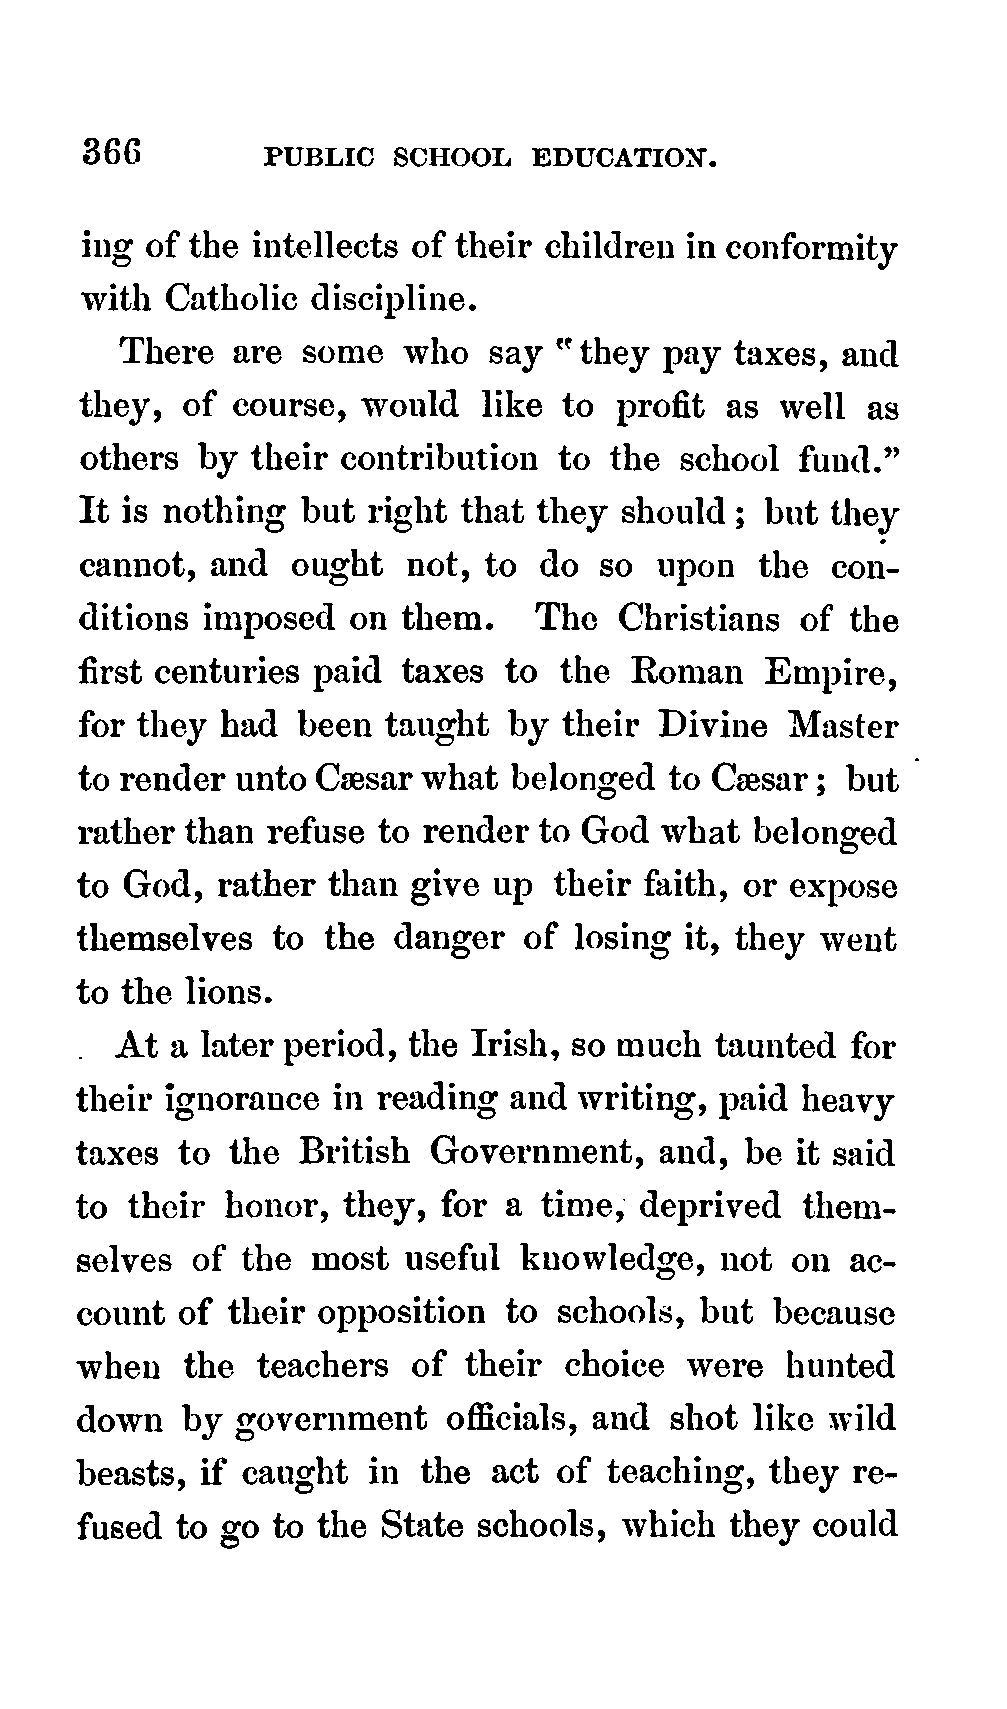 366 PUBLIC SCHOOL EDUCATION.
ing of the intellects of their children in conformity
with Catholic discipline.
There are some who say "they pay taxes, and
they, of course, would like to profit as well as
others by their contribution to the school fund."
It is nothing but right that they should; but they
cannot, and ought not, to do so upon the con-
ditions imposed on them. The Christians of the
first centuries paid taxes to the Roman Empire,
for they had been taught by their Divine Master
to render unto Cæsar what belonged to Cæsar; but
rather than refuse to render to God what belonged
to God, rather than give up their faith, or expose
themselves to the danger of losing it, they went
to the lions.
At a later period, the Irish, so much taunted for
their ignorance in reading and writing, paid heavy
taxes to the British Government, and, be it said
to their honor, they, for a time, deprived them-
selves of the most useful knowledge, not on ac-
count of their opposition to schools, but because
when the teachers of their choice were hunted
down by government officials, and shot like wild
beasts, if caught in the act of teaching, they re-
fused to go to the State schools, which they could